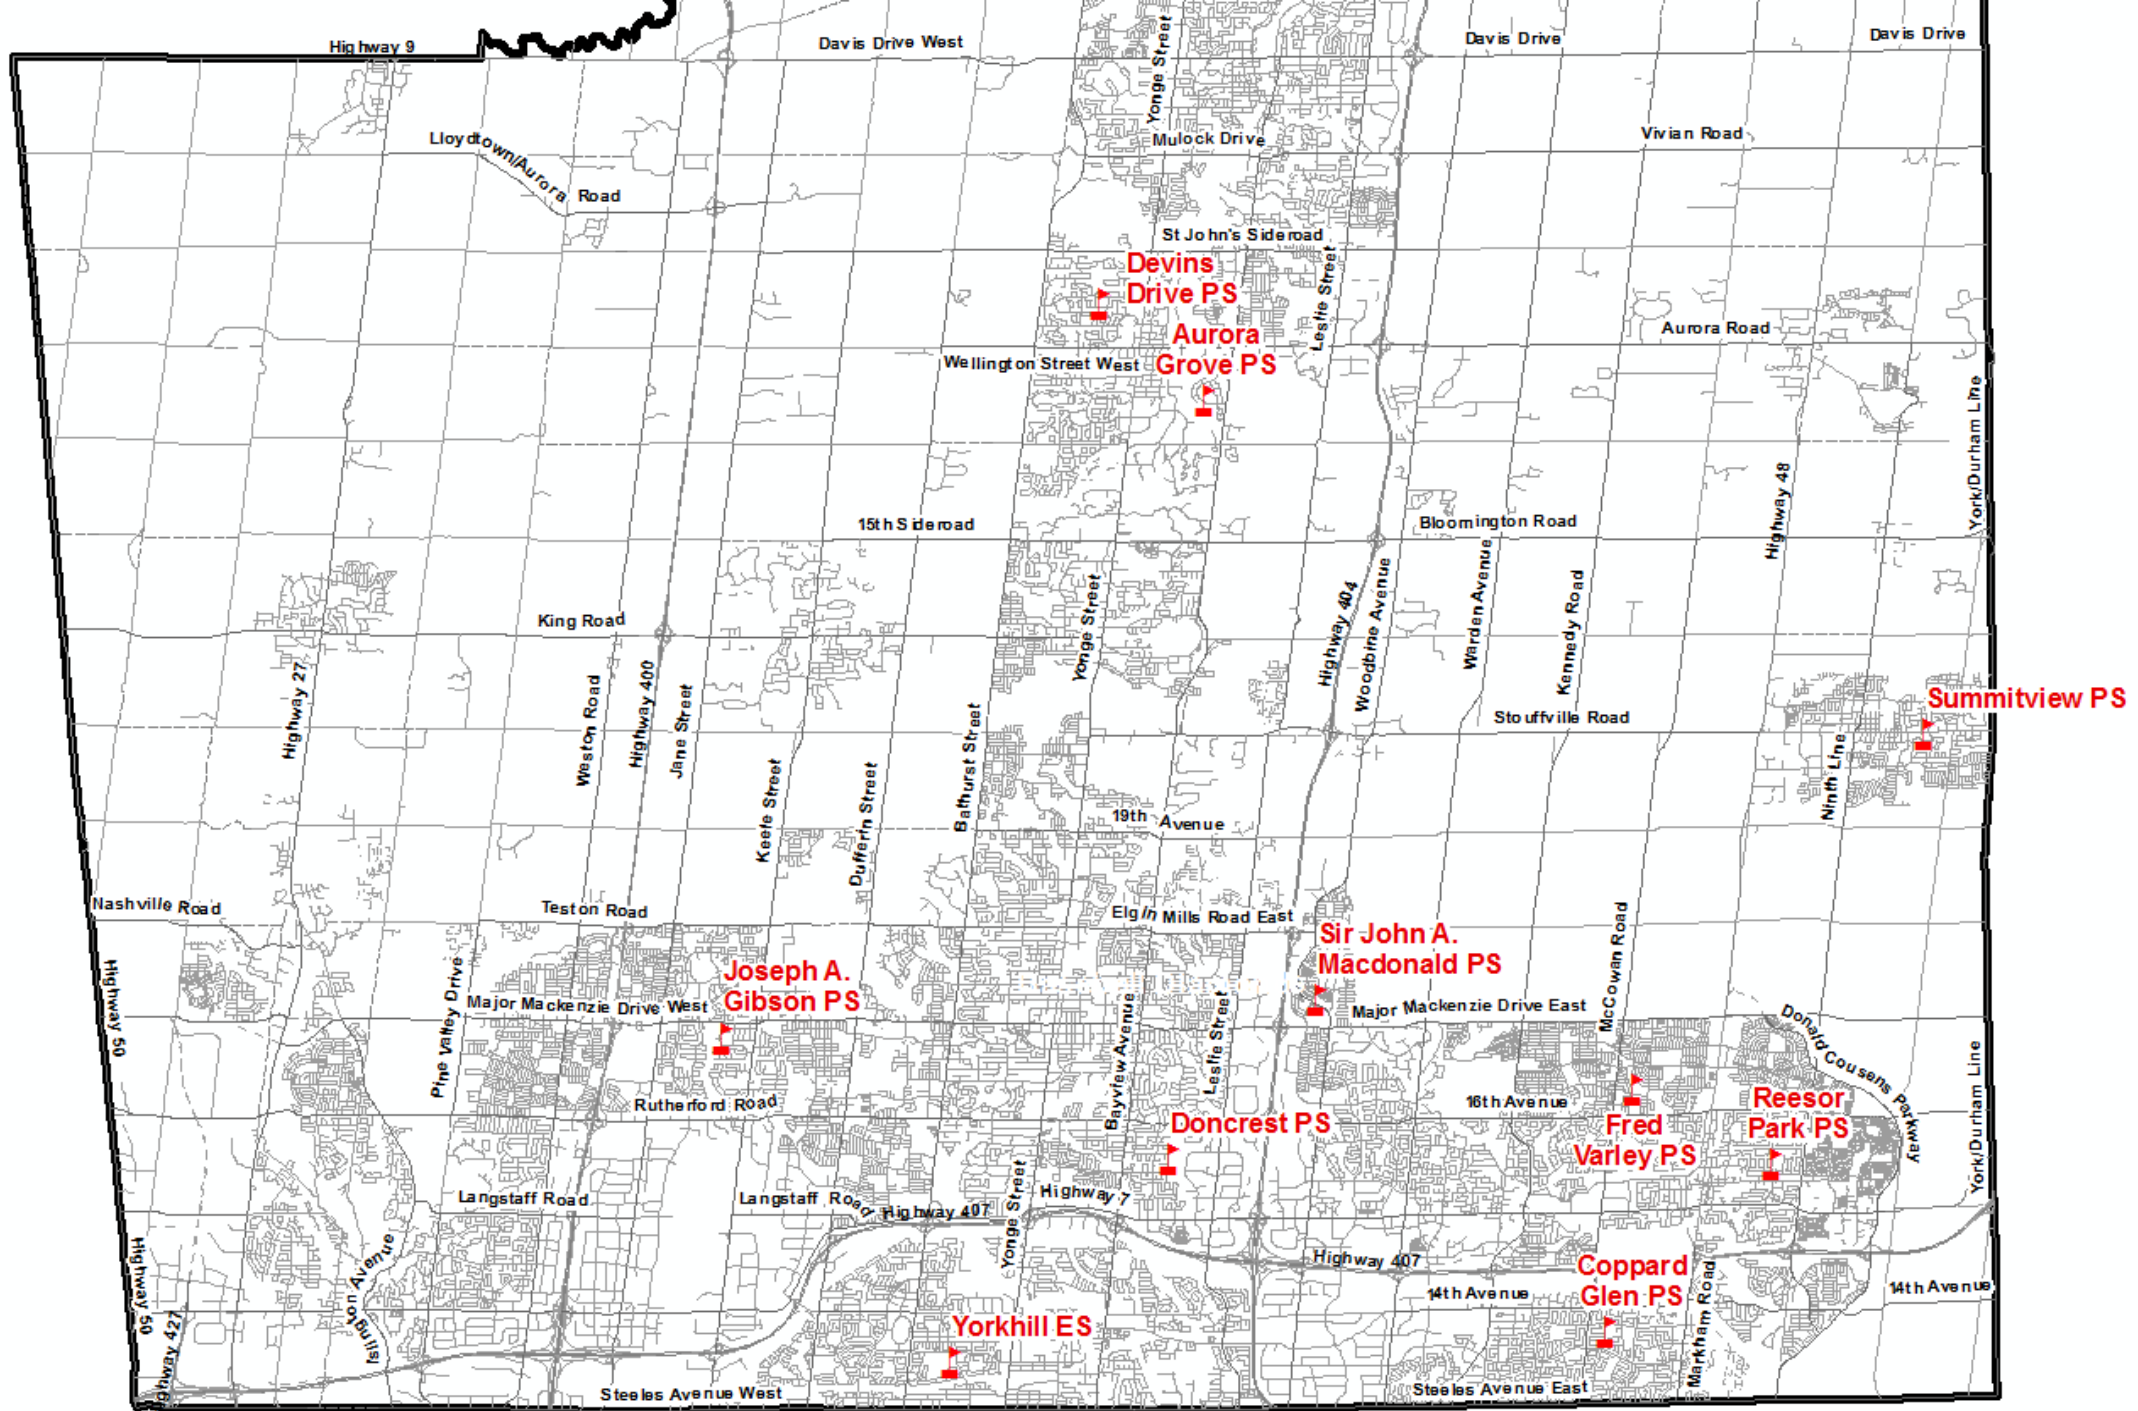 Highway 9
Davis Drive West
Yonge Street
Davis Drive
Davis Drive
Lloydtown/Aurora Road
Mulock Drive
Vivian Road
St John's Sideroad
Devins
Drive PS
Leslie Street
Aurora
Grove PS
Wellington Street West
Aurora Road
York/Durham Line
Highway 48
15th Sideroad
Bloomington Road
Yonge Street
Highway 404
Woodbine Avenue
Warden Avenue
Kennedy Road
King Road
Highway 27
Weston Road
Highway 400
Jane Street
Keele Street
Dufferin Street
Bathurst Street
Stouffville Road
Summitview PS
Ninth Line
19th Avenue
Nashville Road
Teston Road
Elgin Mills Road East
Sir John A.
Macdonald PS
McCowan Road
Highway 50
Pine Valley Drive
Major Mackenzie Drive West
Joseph A.
Gibson PS
Bayview Avenue
Leslie Street
Major Mackenzie Drive East
Donald Cousens Parkway
York/Durham Line
Rutherford Road
16th Avenue
Doncrest PS
Fred
Varley PS
Reesor
Park PS
Langstaff Road
Langstaff Road
Highway 407
Yonge Street
Highway 7
Highway 50
Highway 427
Islington Avenue
Highway 407
Coppard
Glen PS
14th Avenue
14th Avenue
Markham Road
Yorkhill ES
Steeles Avenue West
Steeles Avenue East